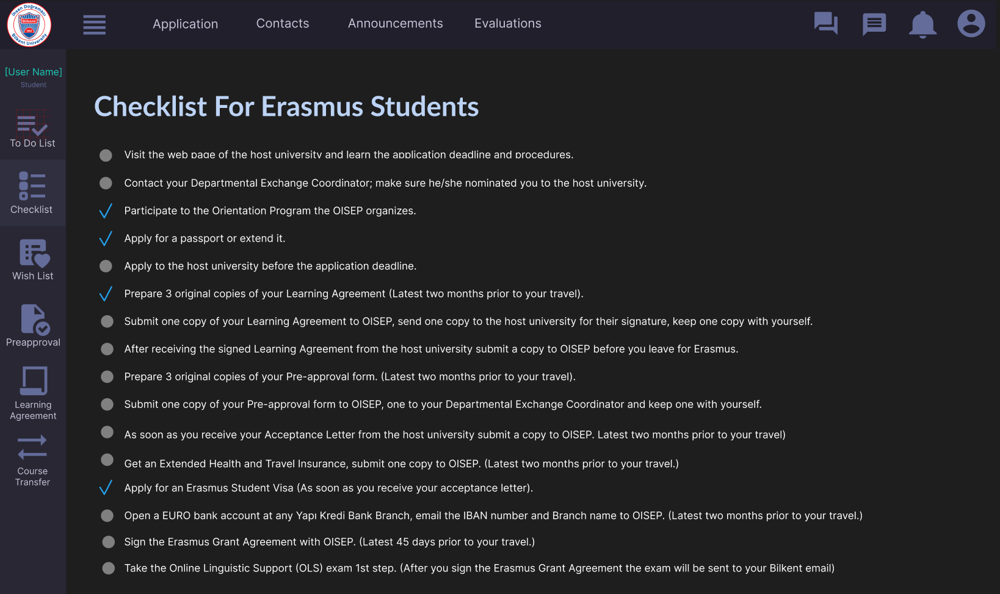 İhsan Doğramacı
Bilkent
1984
Bilkent University
Application
Contacts
Announcements
Evaluations
[User Name]
Student
To Do List
Checklist
Wish List
Preapproval
Learning
Agreement
Course
Transfer
Checklist For Erasmus Students
Visit the web page of the host university and learn the application deadline and procedures.
Contact your Departmental Exchange Coordinator; make sure he/she nominated you to the host university.
Participate to the Orientation Program the OISEP organizes.
Apply for a passport or extend it.
Apply to the host university before the application deadline.
Prepare 3 original copies of your Learning Agreement (Latest two months prior to your travel).
Submit one copy of your Learning Agreement to OISEP, send one copy to the host university for their signature, keep one copy with yourself.
After receiving the signed Learning Agreement from the host university submit a copy to OISEP before you leave for Erasmus.
Prepare 3 original copies of your Pre-approval form. (Latest two months prior to your travel).
Submit one copy of your Pre-approval form to OISEP, one to your Departmental Exchange Coordinator and keep one with yourself.
As soon as you receive your Acceptance Letter from the host university submit a copy to OISEP. Latest two months prior to your travel)
Get an Extended Health and Travel Insurance, submit one copy to OISEP. (Latest two months prior to your travel.)
Apply for an Erasmus Student Visa (As soon as you receive your acceptance letter).
Open a EURO bank account at any Yapı Kredi Bank Branch, email the IBAN number and Branch name to OISEP. (Latest two months prior to your travel.)
Sign the Erasmus Grant Agreement with OISEP. (Latest 45 days prior to your travel.)
Take the Online Linguistic Support (OLS) exam 1st step. (After you sign the Erasmus Grant Agreement the exam will be sent to your Bilkent email)